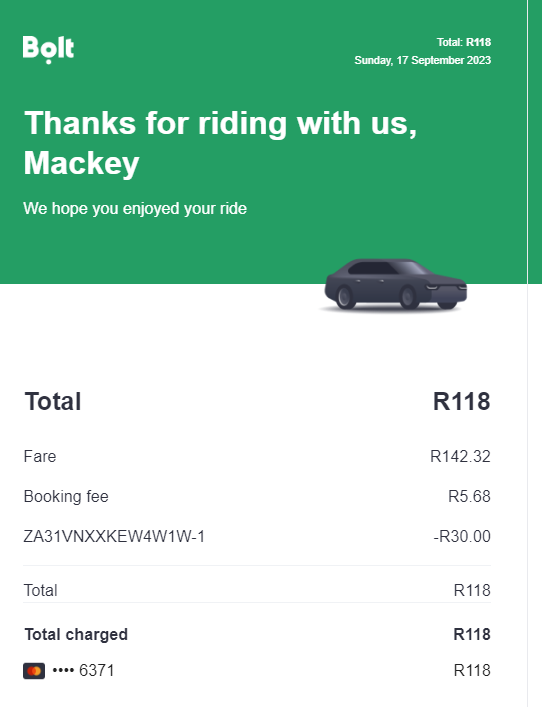 Bolt
Total: R118
Sunday, 17 September 2023
Thanks for riding with us,
Mackey
We hope you enjoyed your ride
Total R118
Fare R142.32
Booking fee R5.68
ZA31VNXXKEW4W1W-1 -R30.00
Total R118
Total charged R118
•••• 6371 R118